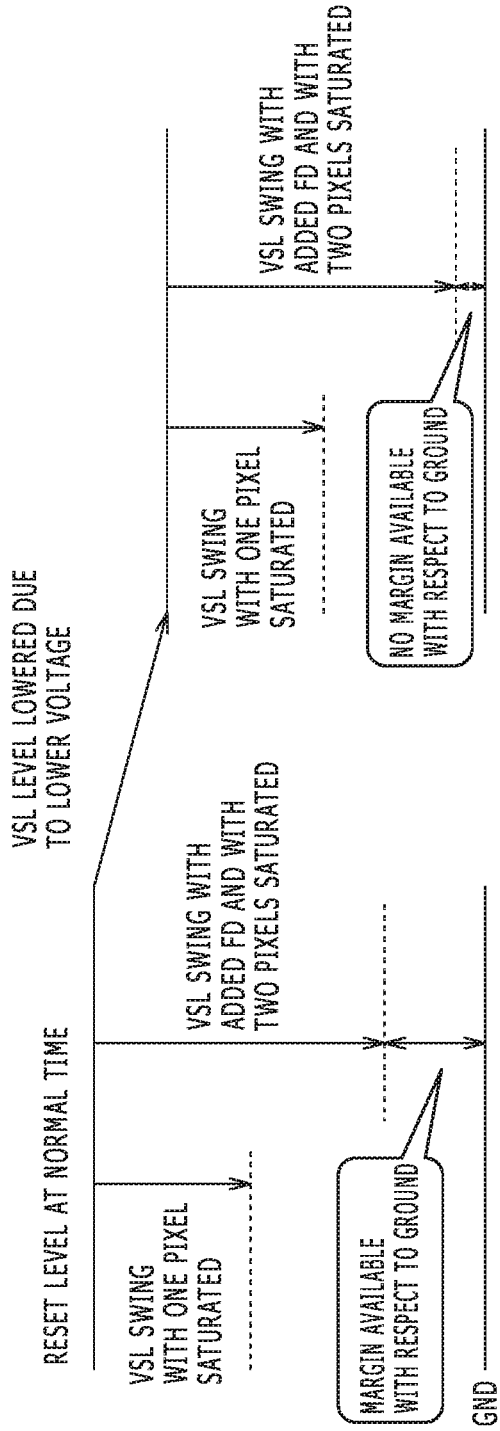 VSL LEVEL LOWERED DUE
TO LOWER VOLTAGE
RESET LEVEL AT NORMAL TIME
VSL SWING
WITH ONE PIXEL
SATURATED
VSL SWING WITH
ADDED FD AND WITH
TWO PIXELS SATURATED
MARGIN AVAILABLE
WITH RESPECT TO GROUND
GND
VSL SWING
WITH ONE PIXEL
SATURATED
VSL SWING WITH
ADDED FD AND WITH
TWO PIXELS SATURATED
NO MARGIN AVAILABLE
WITH RESPECT TO GROUND